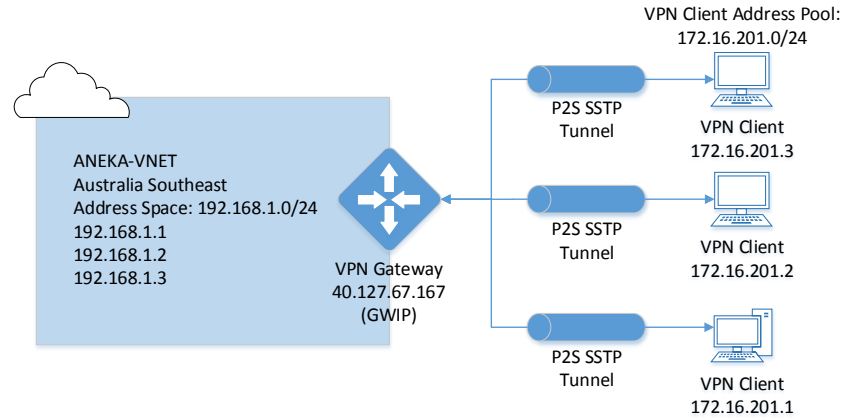 VPN Client Address Pool:
172.16.201.0/24
P2S SSTP
Tunnel
VPN Client
172.16.201.3
ANEKA-VNET
Australia Southeast
Address Space: 192.168.1.0/24
192.168.1.1
192.168.1.2
192.168.1.3
VPN Gateway
40.127.67.167
(GWIP)
P2S SSTP
Tunnel
VPN Client
172.16.201.2
P2S SSTP
Tunnel
VPN Client
172.16.201.1